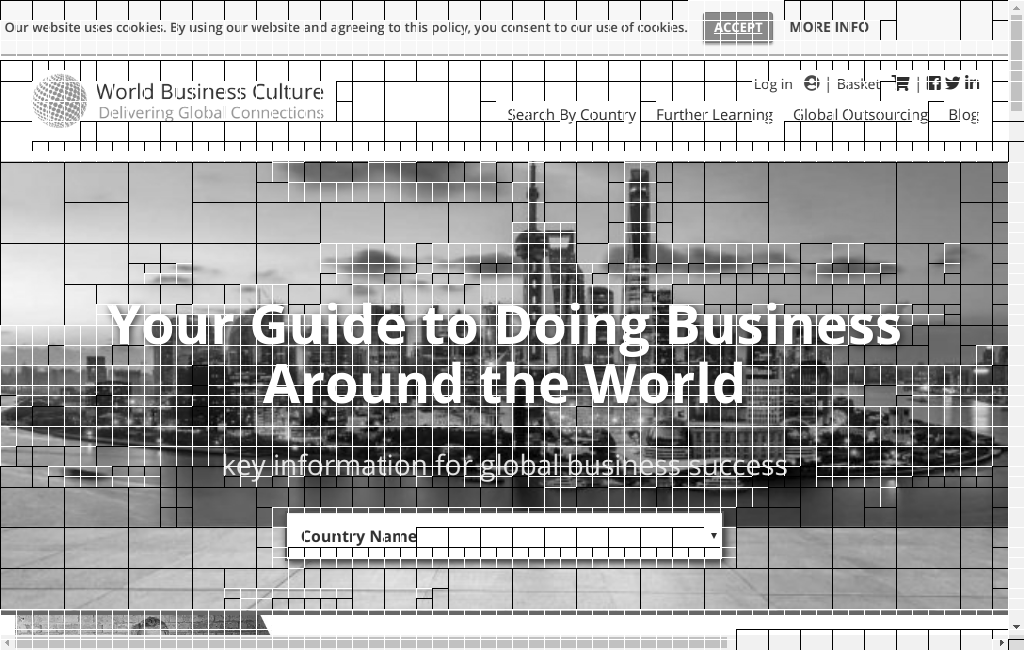 Our website uses cookies. By using our website and agreeing to this policy, you consent to our use of cookies. ACCEPT MORE INFO
World Business Culture
Delivering Global Connections
Log in | Basket |
Search By Country Further Learning Global Outsourcing Blog
Your Guide to Doing Business
Around the World
key information for global business success
Country Name